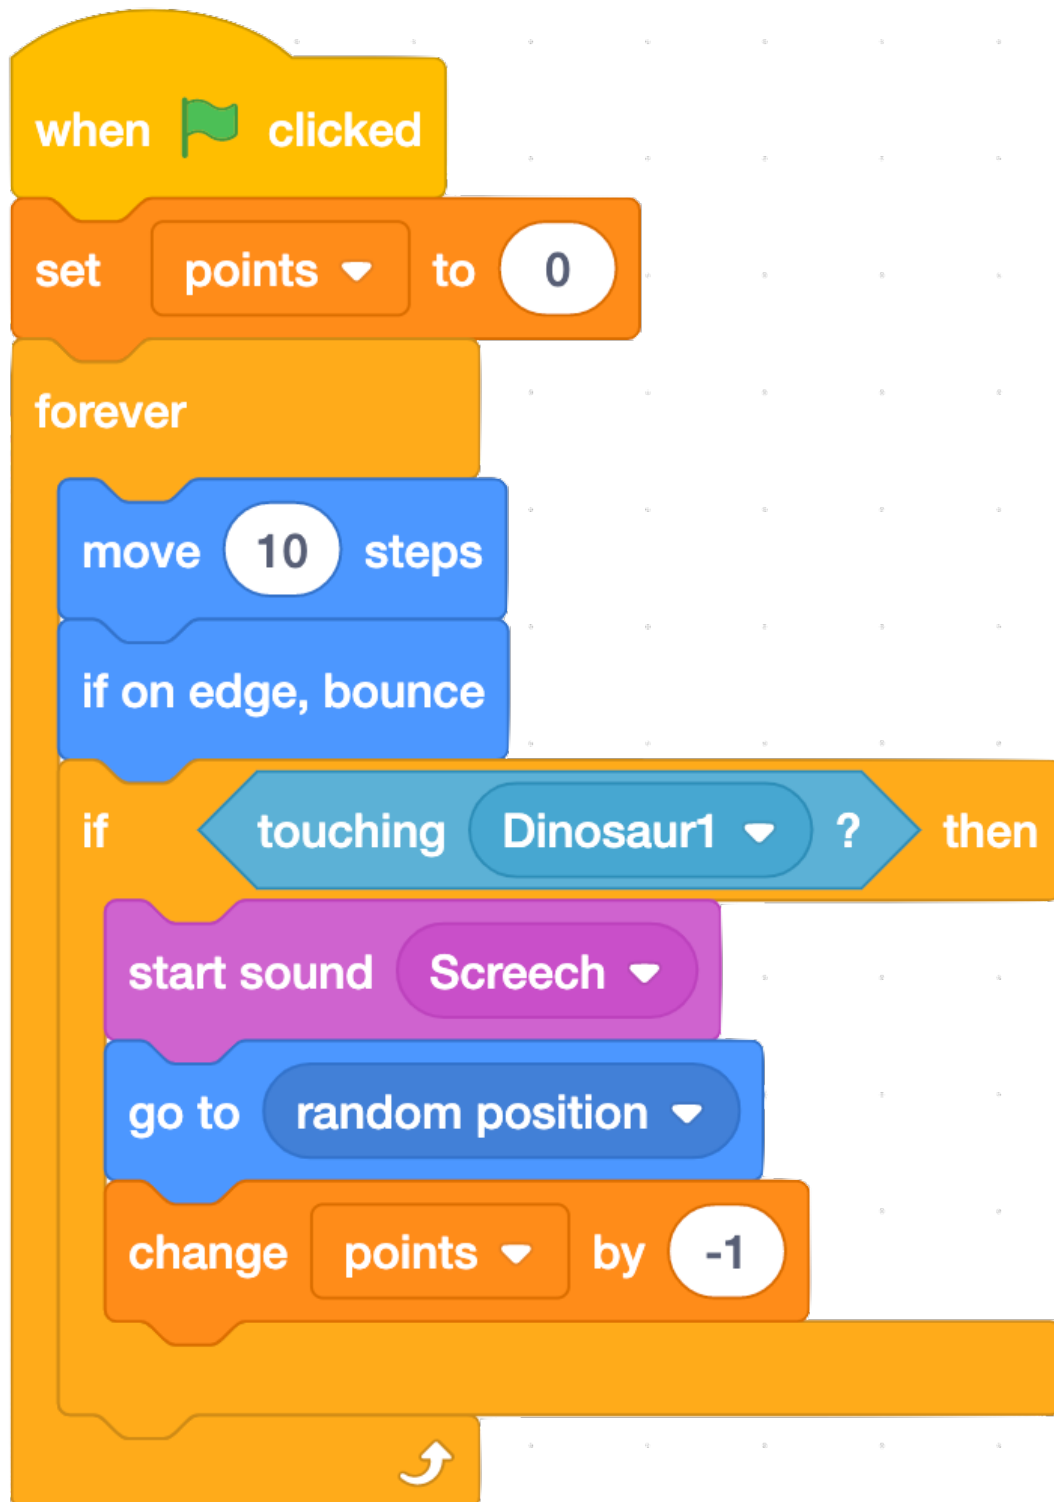 when clicked
set points to 0
forever
move 10 steps
if on edge, bounce
if touching Dinosaur1 ? then
start sound Screech
go to random position
change points by -1